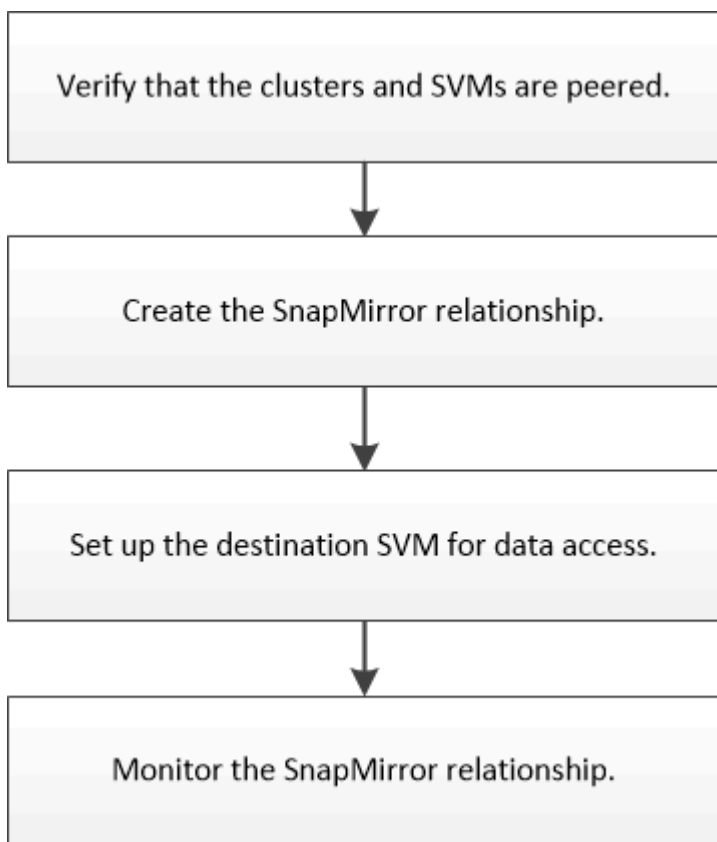 Verify that the clusters and SVMs are peered.
Create the SnapMirror relationship.
Set up the destination SVM for data access.
Monitor the SnapMirror relationship.